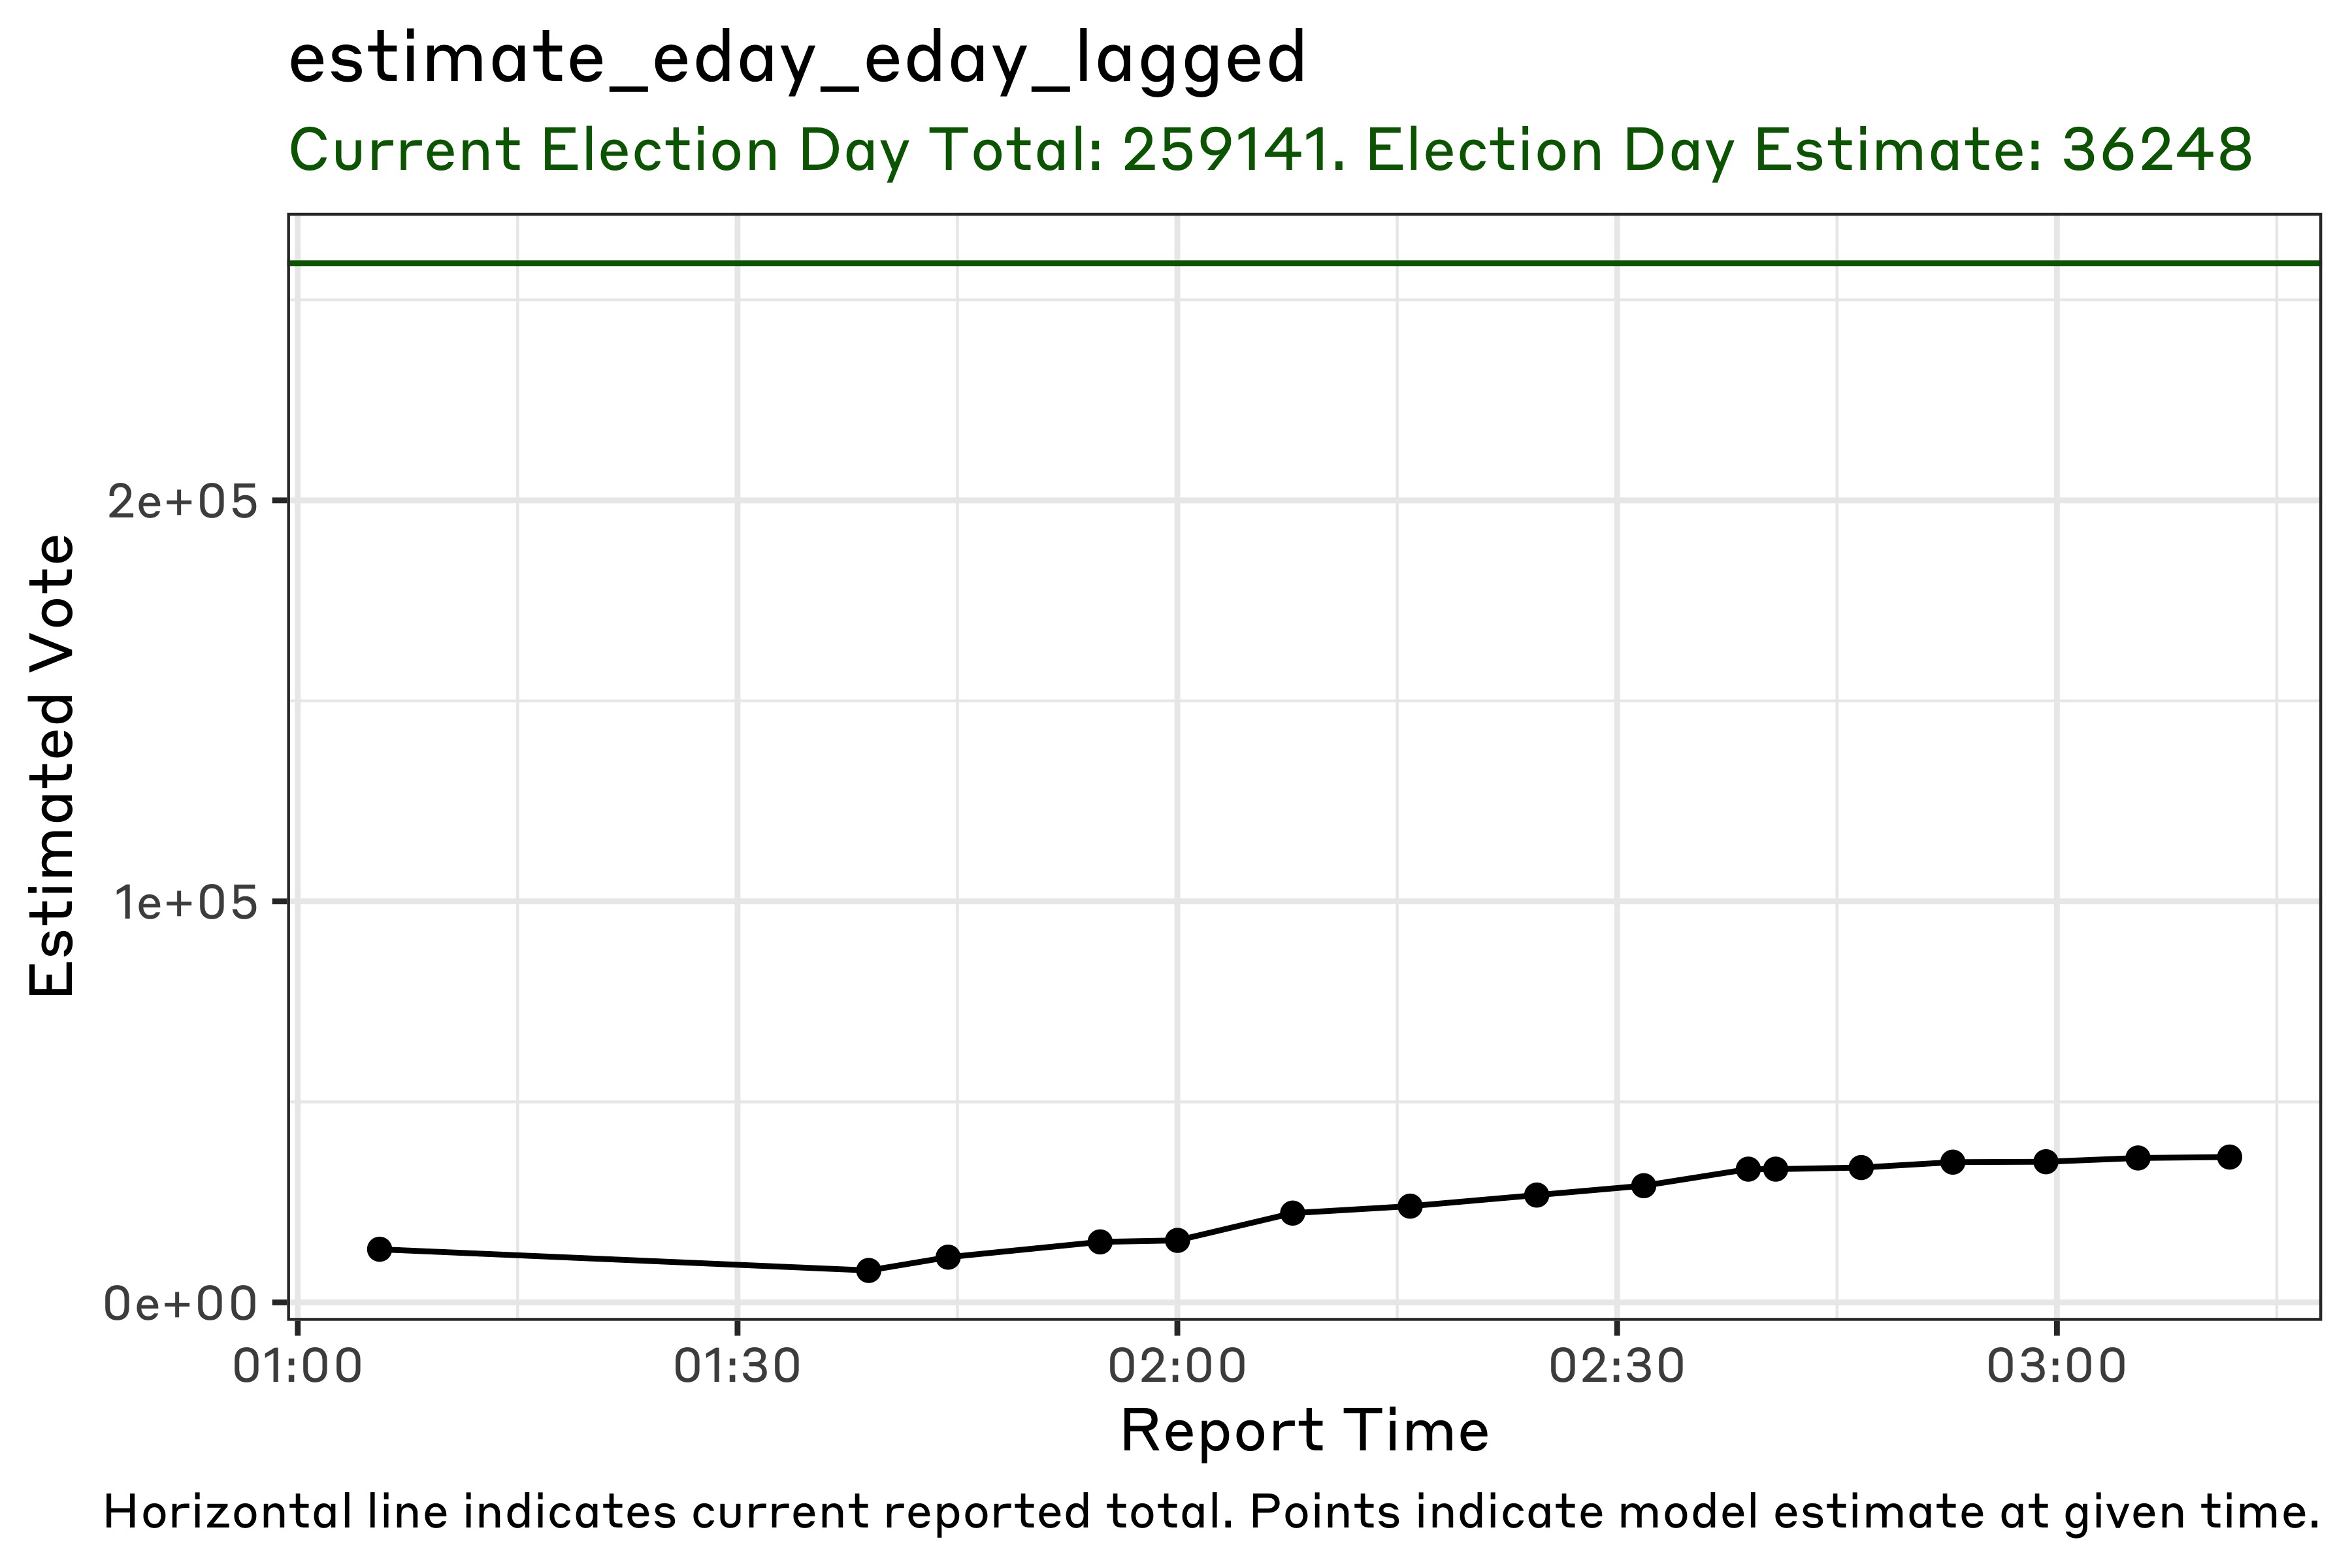 estimate_eday_eday_lagged
Current Election Day Total: 259141. Election Day Estimate: 36248
Estimated Vote
2e+05
1e+05
0e+00
01:00 01:30 02:00 02:30 03:00
Report Time
Horizontal line indicates current reported total. Points indicate model estimate at given time.